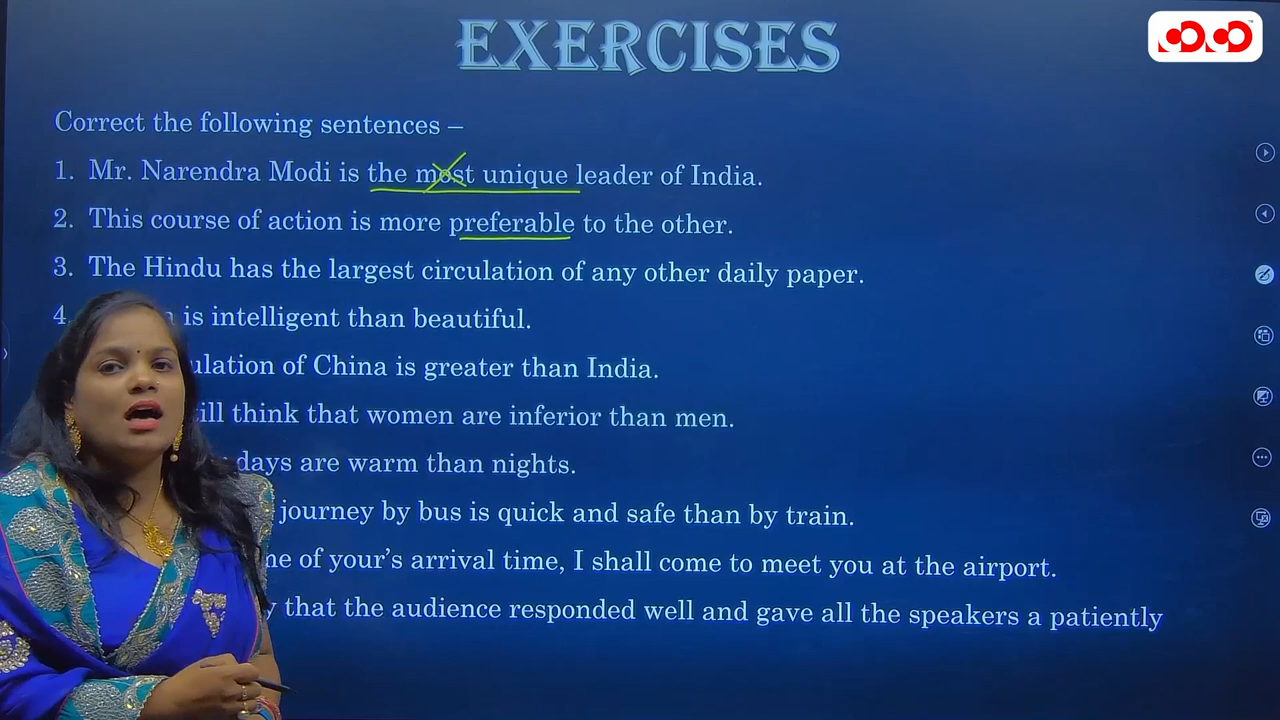 EXERCISES
Correct the following sentences –
1. Mr. Narendra Modi is the most unique leader of India.
2. This course of action is more preferable to the other.
3. The Hindu has the largest circulation of any other daily paper.
4. is intelligent than beautiful.
of China is greater than India.
think that women are inferior than men.
days are warm than nights.
journey by bus is quick and safe than by train.
of your's arrival time, I shall come to meet you at the airport.
that the audience responded well and gave all the speakers a patiently